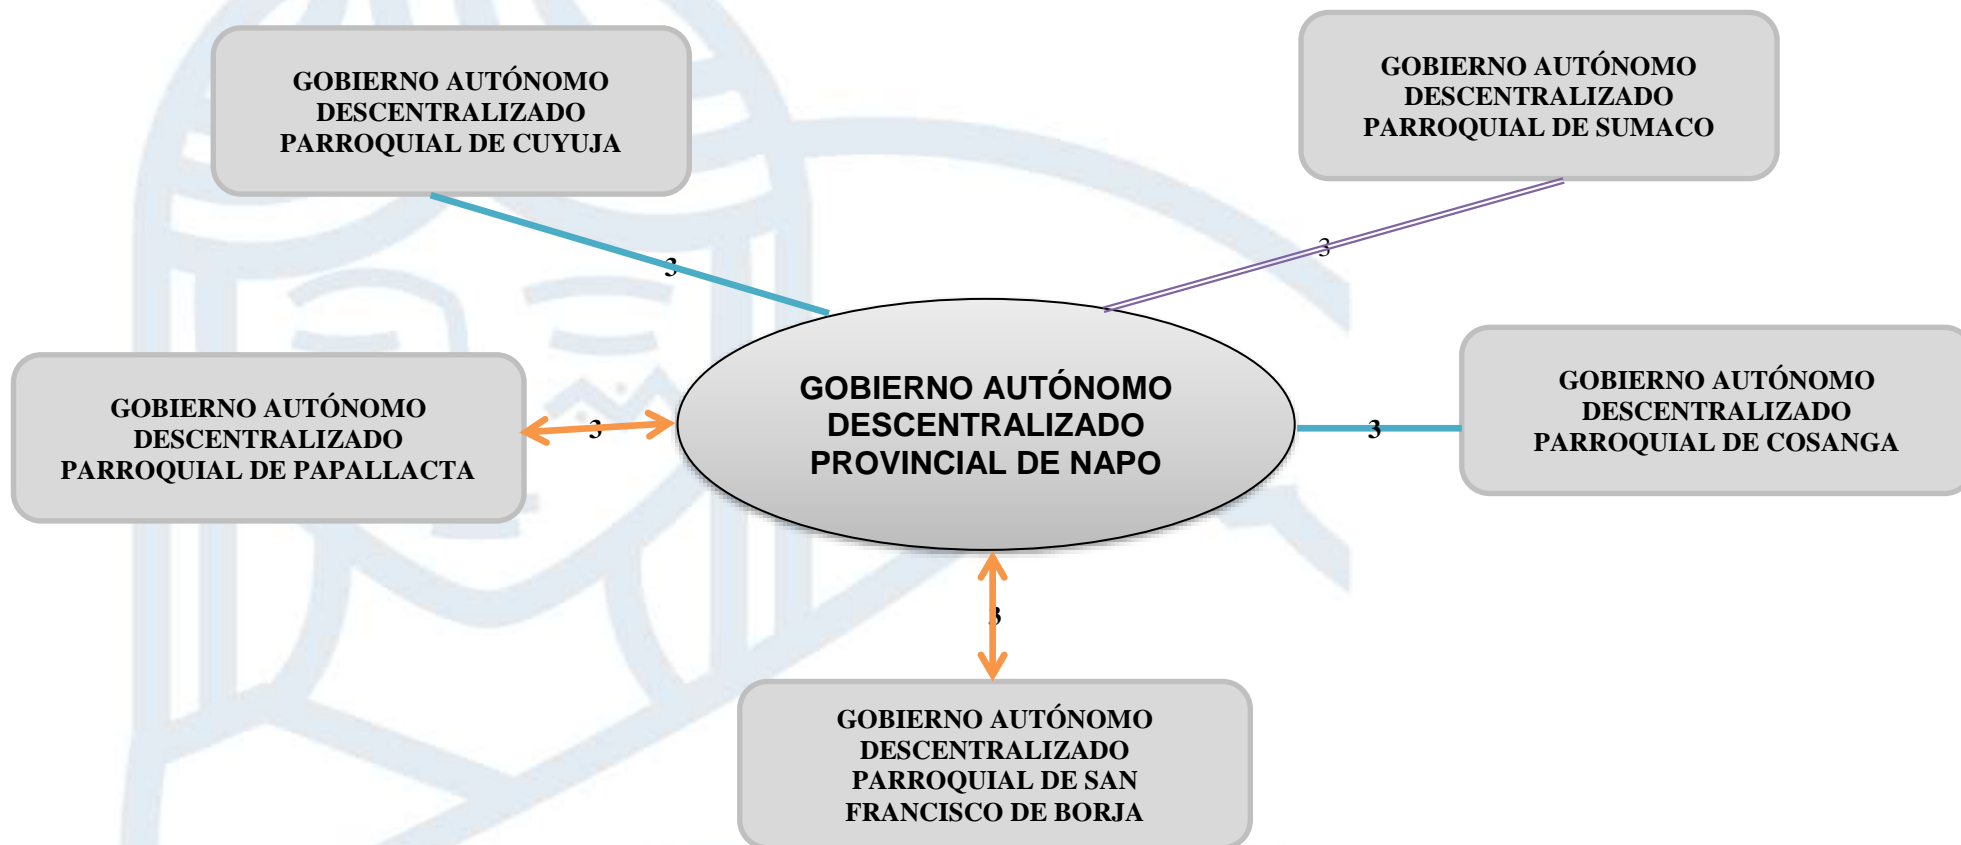 GOBIERNO AUTÓNOMO
DESCENTRALIZADO
PARROQUIAL DE CUYUJA
GOBIERNO AUTÓNOMO
DESCENTRALIZADO
PARROQUIAL DE SUMACO
3
3
GOBIERNO AUTÓNOMO
DESCENTRALIZADO
PARROQUIAL DE PAPALLACTA
3
GOBIERNO AUTÓNOMO
DESCENTRALIZADO
PROVINCIAL DE NAPO
3
GOBIERNO AUTÓNOMO
DESCENTRALIZADO
PARROQUIAL DE COSANGA
3
GOBIERNO AUTÓNOMO
DESCENTRALIZADO
PARROQUIAL DE SAN
FRANCISCO DE BORJA